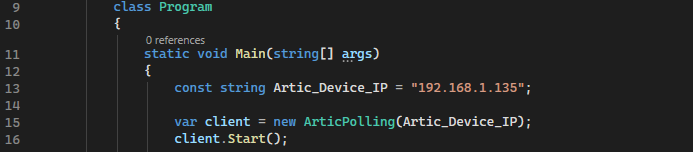 9 class Program
10 {
0 references
11 static void Main(string[] args)
12 {
13 const string Artic_Device_IP = "192.168.1.135";
14
15 var client = new ArticPolling(Artic_Device_IP);
16 client.Start();